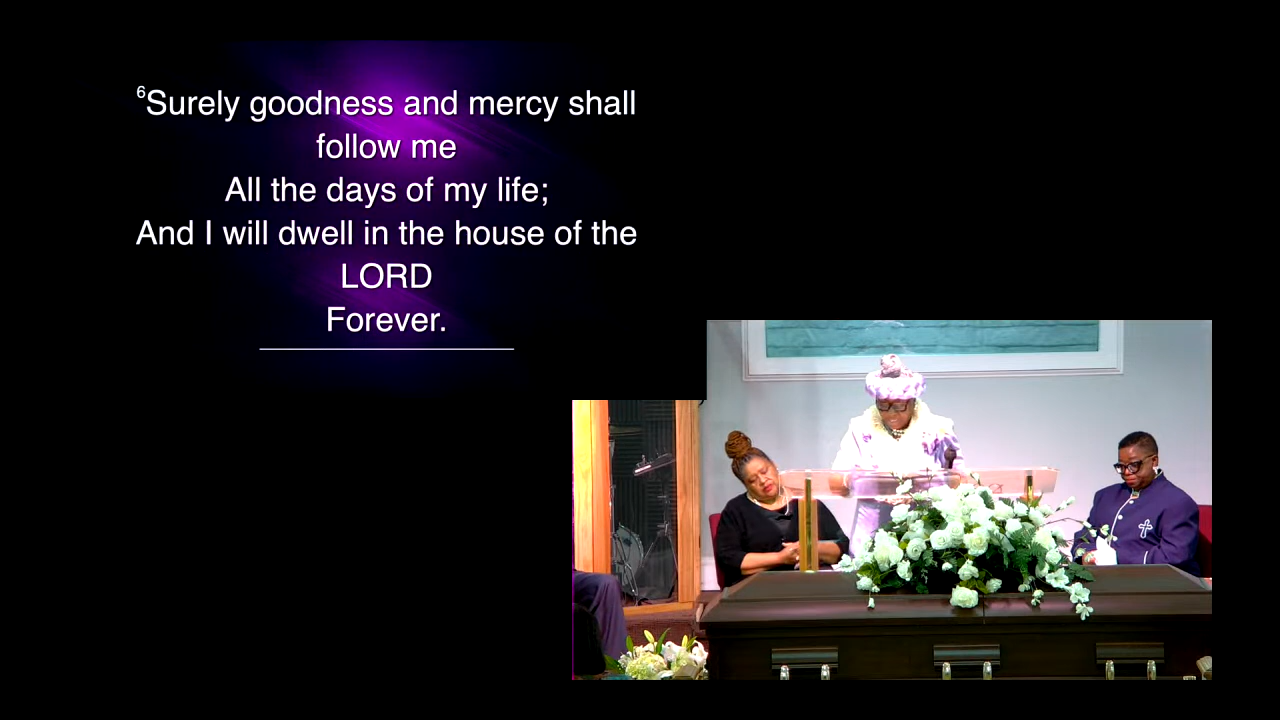 ⁶Surely goodness and mercy shall
follow me
All the days of my life;
And I will dwell in the house of the
LORD
Forever.